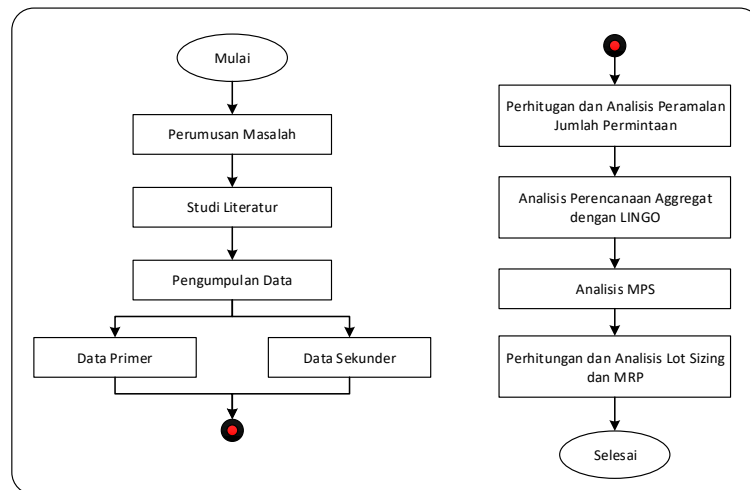 Mulai
Perumusan Masalah
Studi Literatur
Pengumpulan Data
Data Primer
Data Sekunder
Perhitugan dan Analisis Peramalan
Jumlah Permintaan
Analisis Perencanaan Aggregat
dengan LINGO
Analisis MPS
Perhitungan dan Analisis Lot Sizing
dan MRP
Selesai